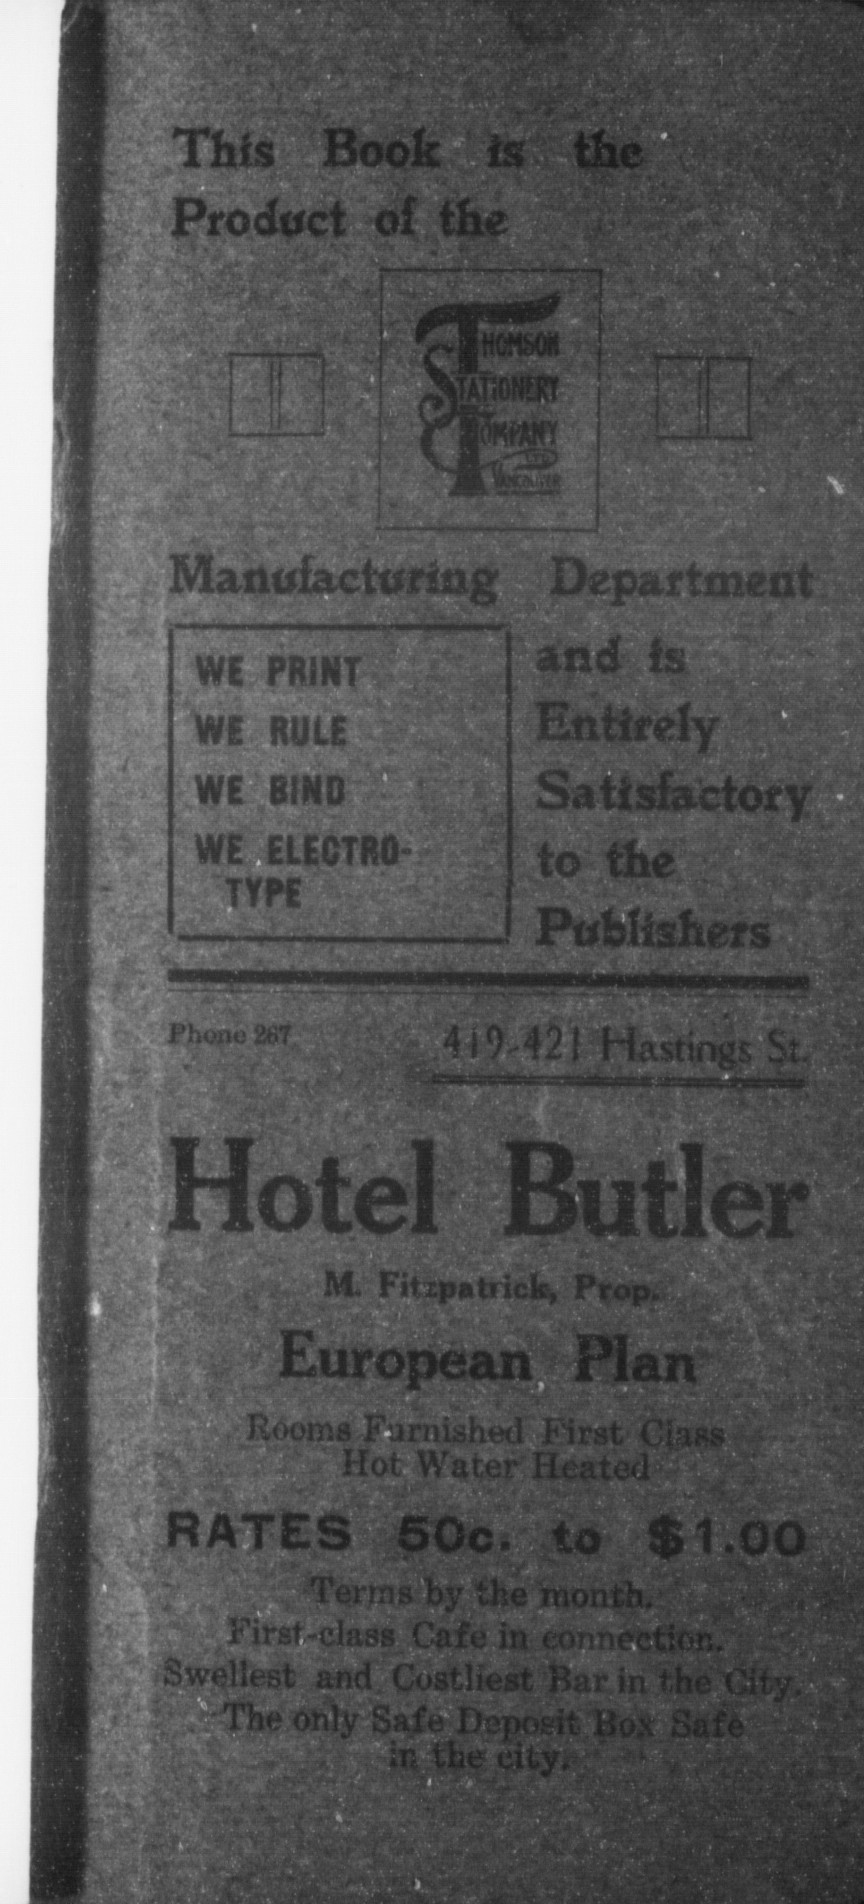 This Book is the
Product of the
THOMSON
STATIONERY
COMPANY
LTD
VANCOUVER
Manufacturing Department
WE PRINT
WE RULE
WE BIND
WE ELECTRO-
TYPE
and is
Entirely
Satisfactory
to the
Publishers
Phone 267
419-421 Hastings St.
Hotel Butler
M. Fitzpatrick, Prop.
European Plan
Rooms Furnished First Class
Hot Water Heated
RATES 50c. to $1.00
Terms by the month.
First-class Cafe in connection.
Swellest and Costliest Bar in the City.
The only Safe Deposit Box Safe
in the city.